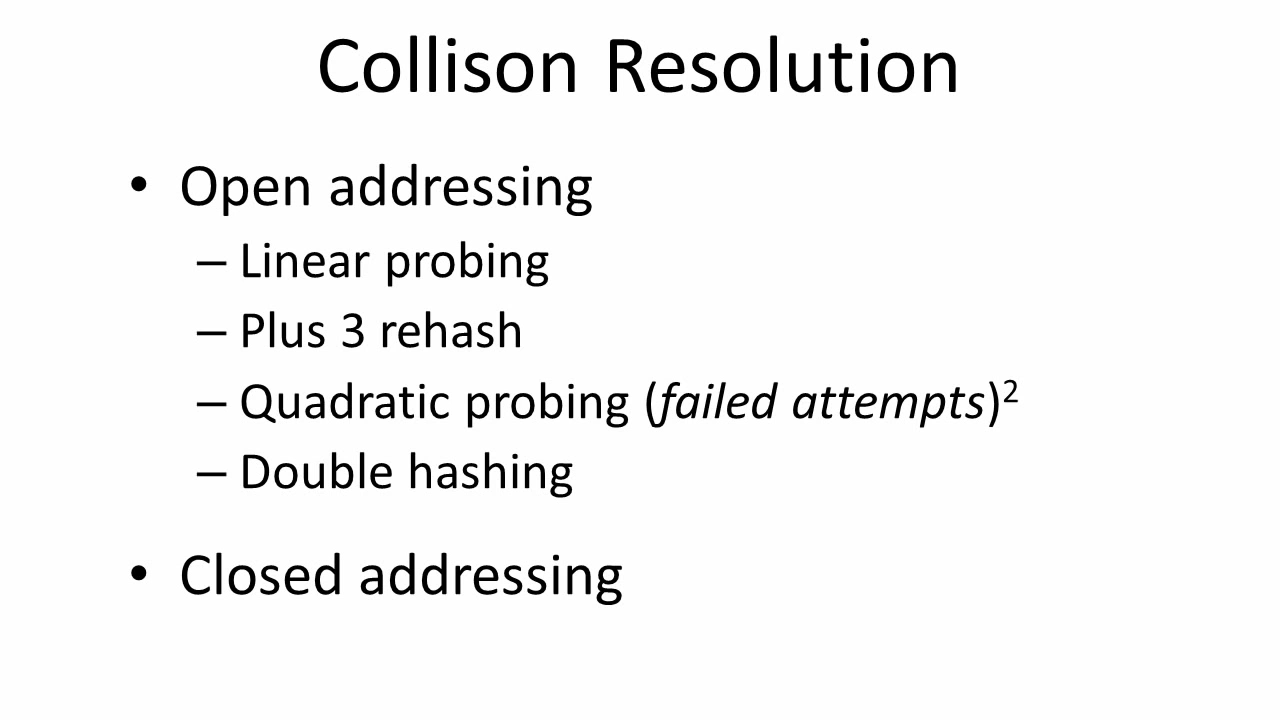 Collison Resolution
• Open addressing
– Linear probing
– Plus 3 rehash
– Quadratic probing (failed attempts)²
– Double hashing
• Closed addressing